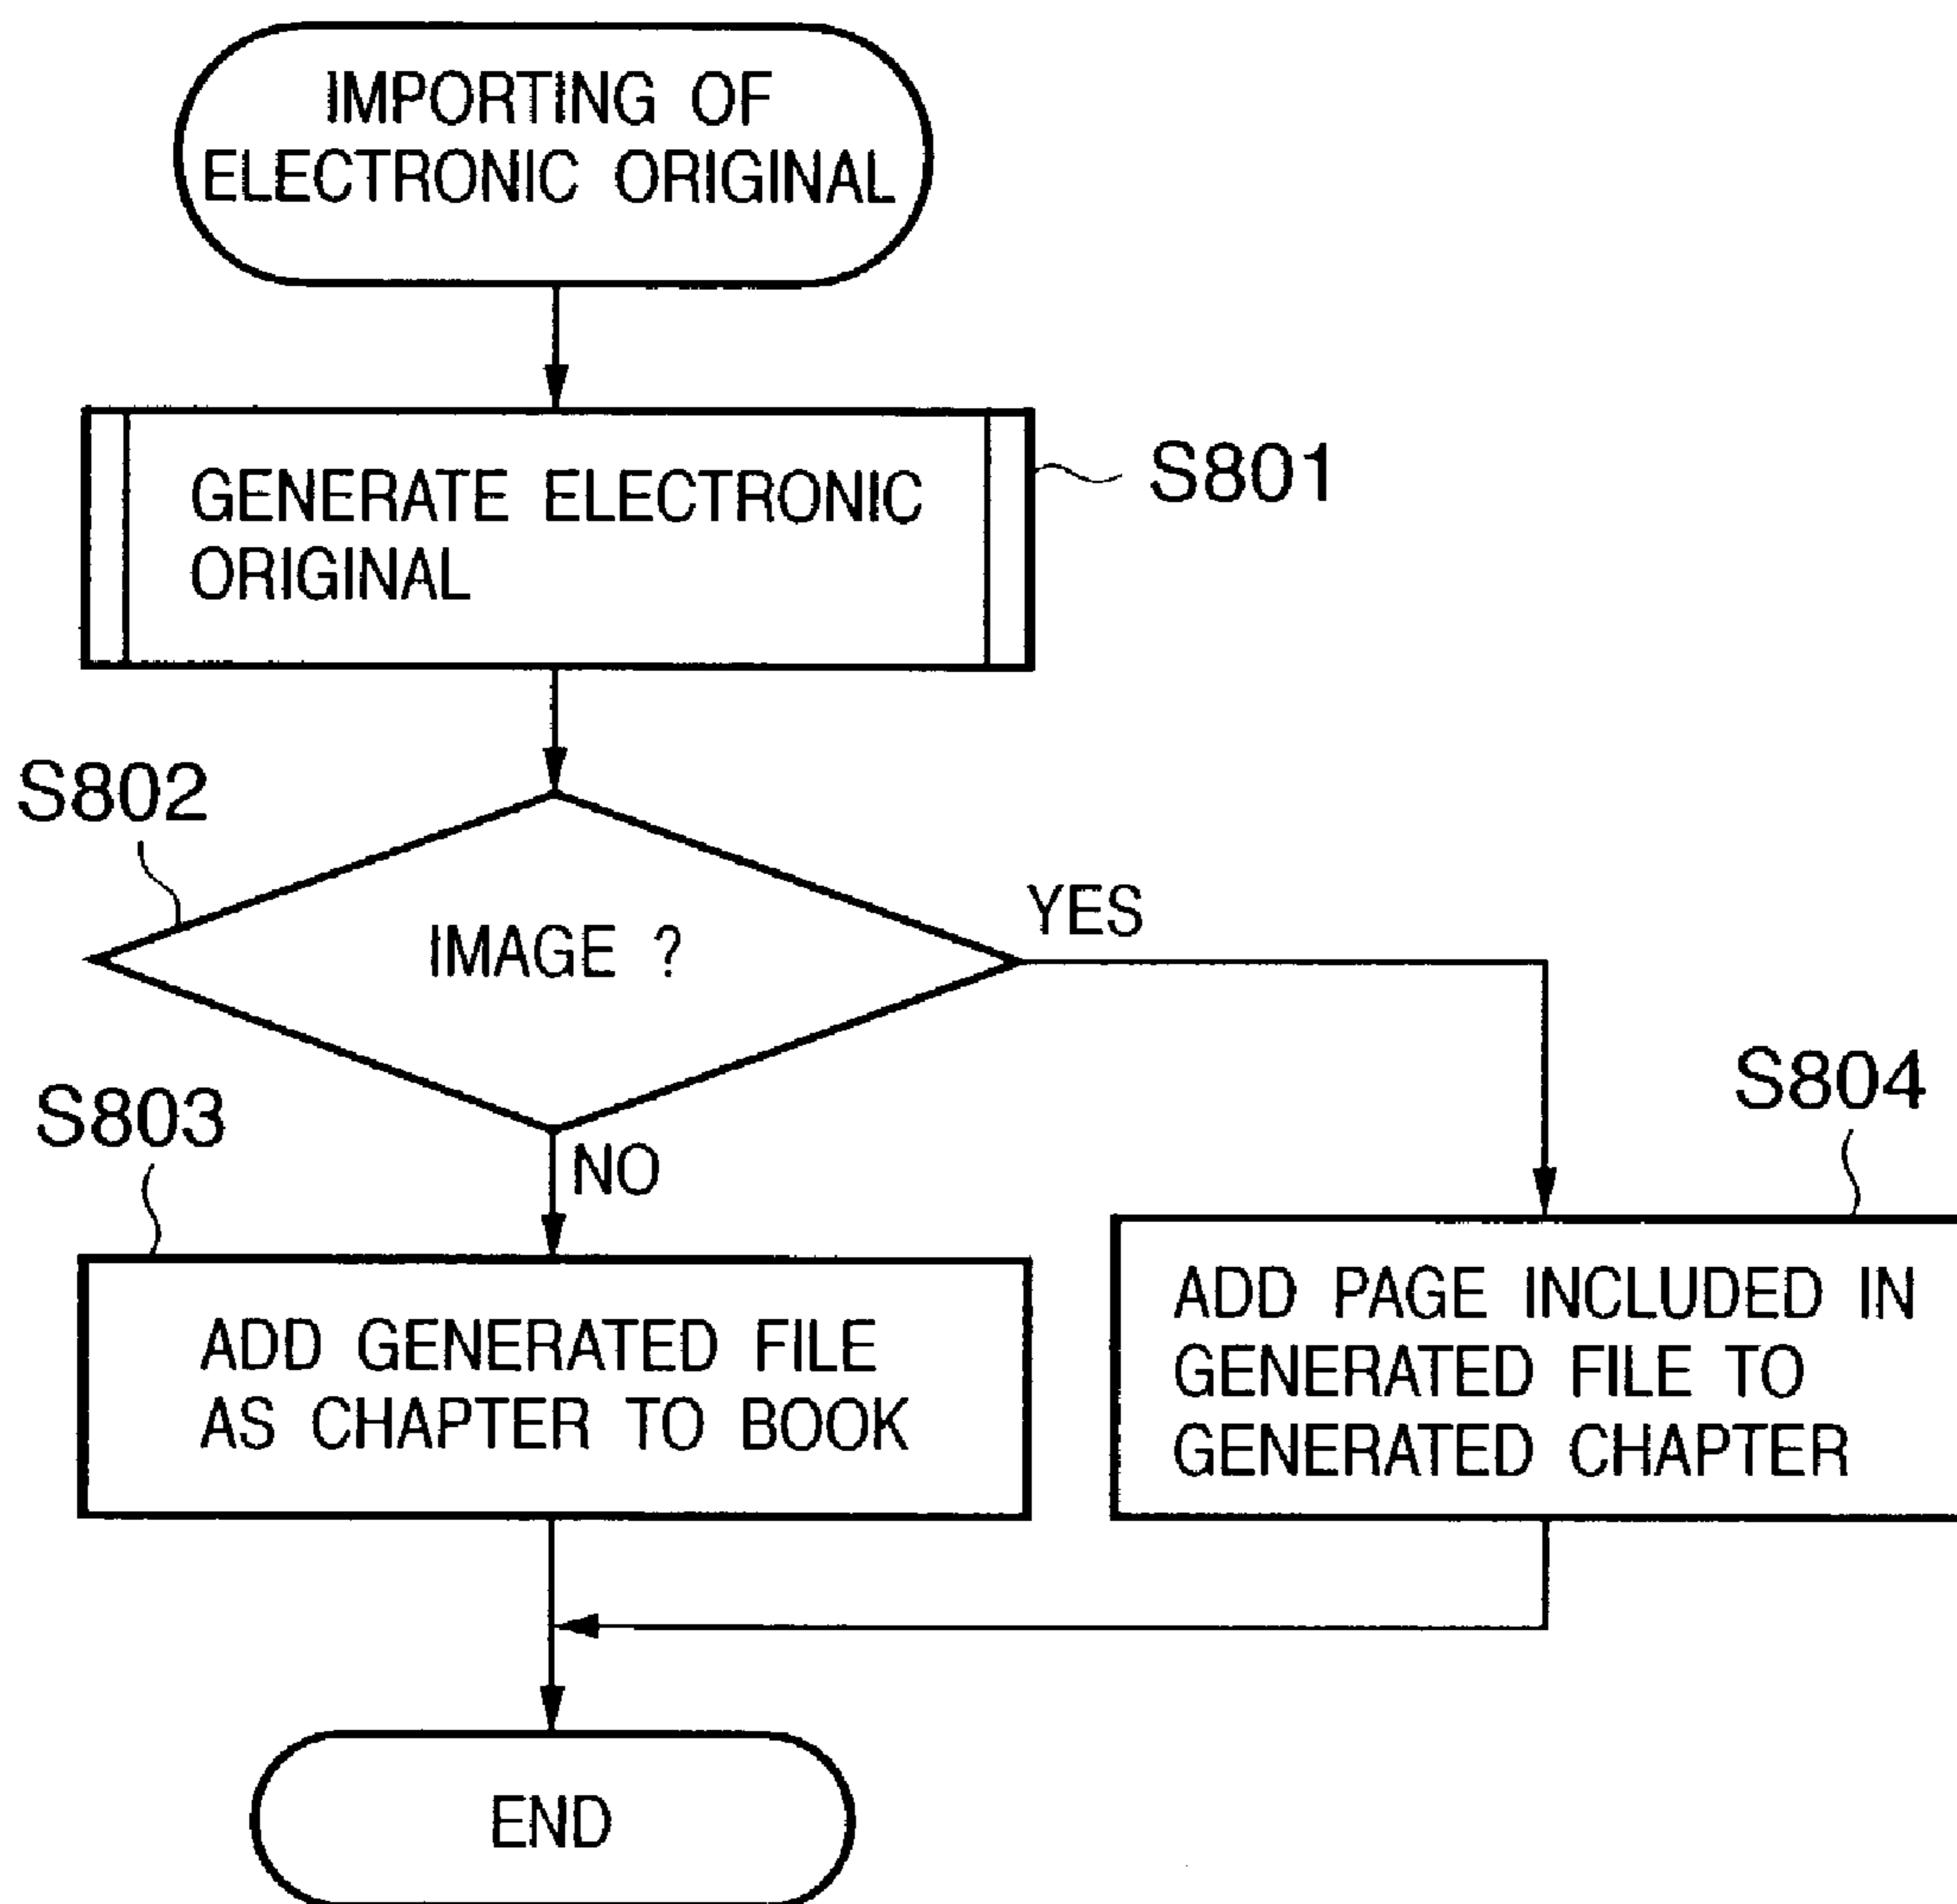 IMPORTING OF
ELECTRONIC ORIGINAL
GENERATE ELECTRONIC
ORIGINAL
S801
S802
IMAGE ?
YES
NO
S803
ADD GENERATED FILE
AS CHAPTER TO BOOK
S804
ADD PAGE INCLUDED IN
GENERATED FILE TO
GENERATED CHAPTER
END